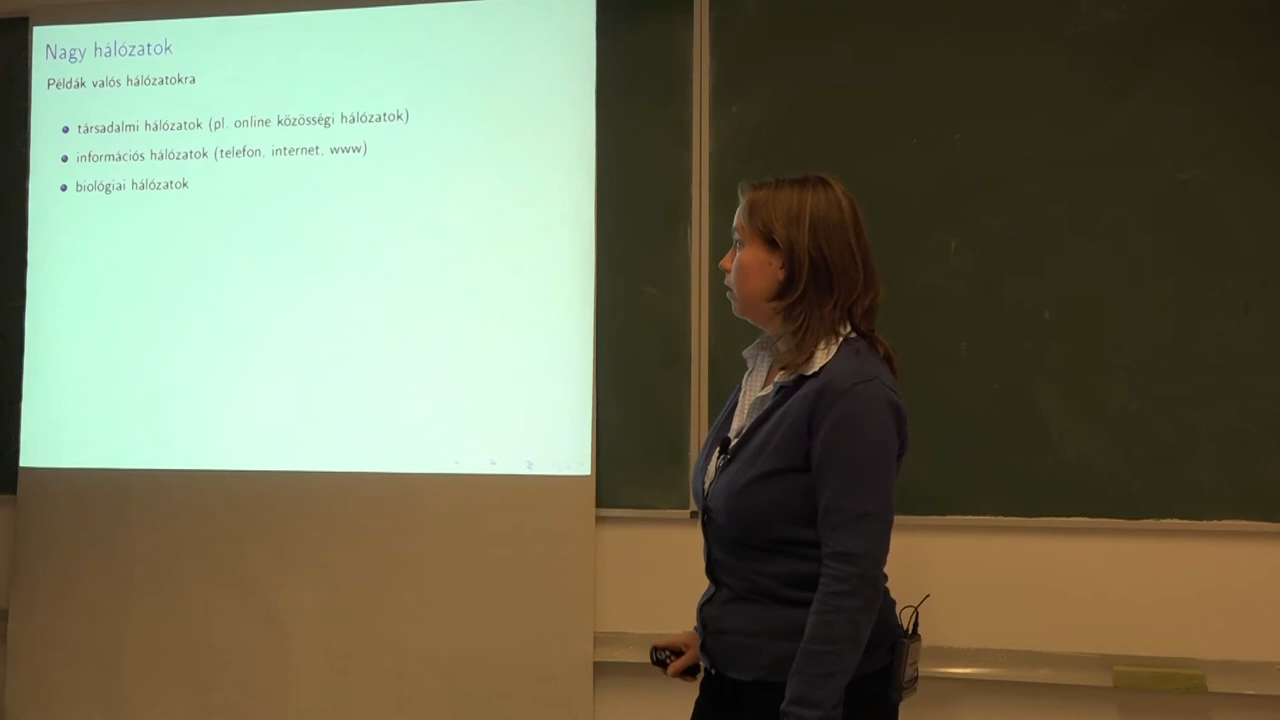 Nagy hálózatok
Példák valós hálózatokra
társadalmi hálózatok (pl. online közösségi hálózatok)
információs hálózatok (telefon, internet, www)
biológiai hálózatok